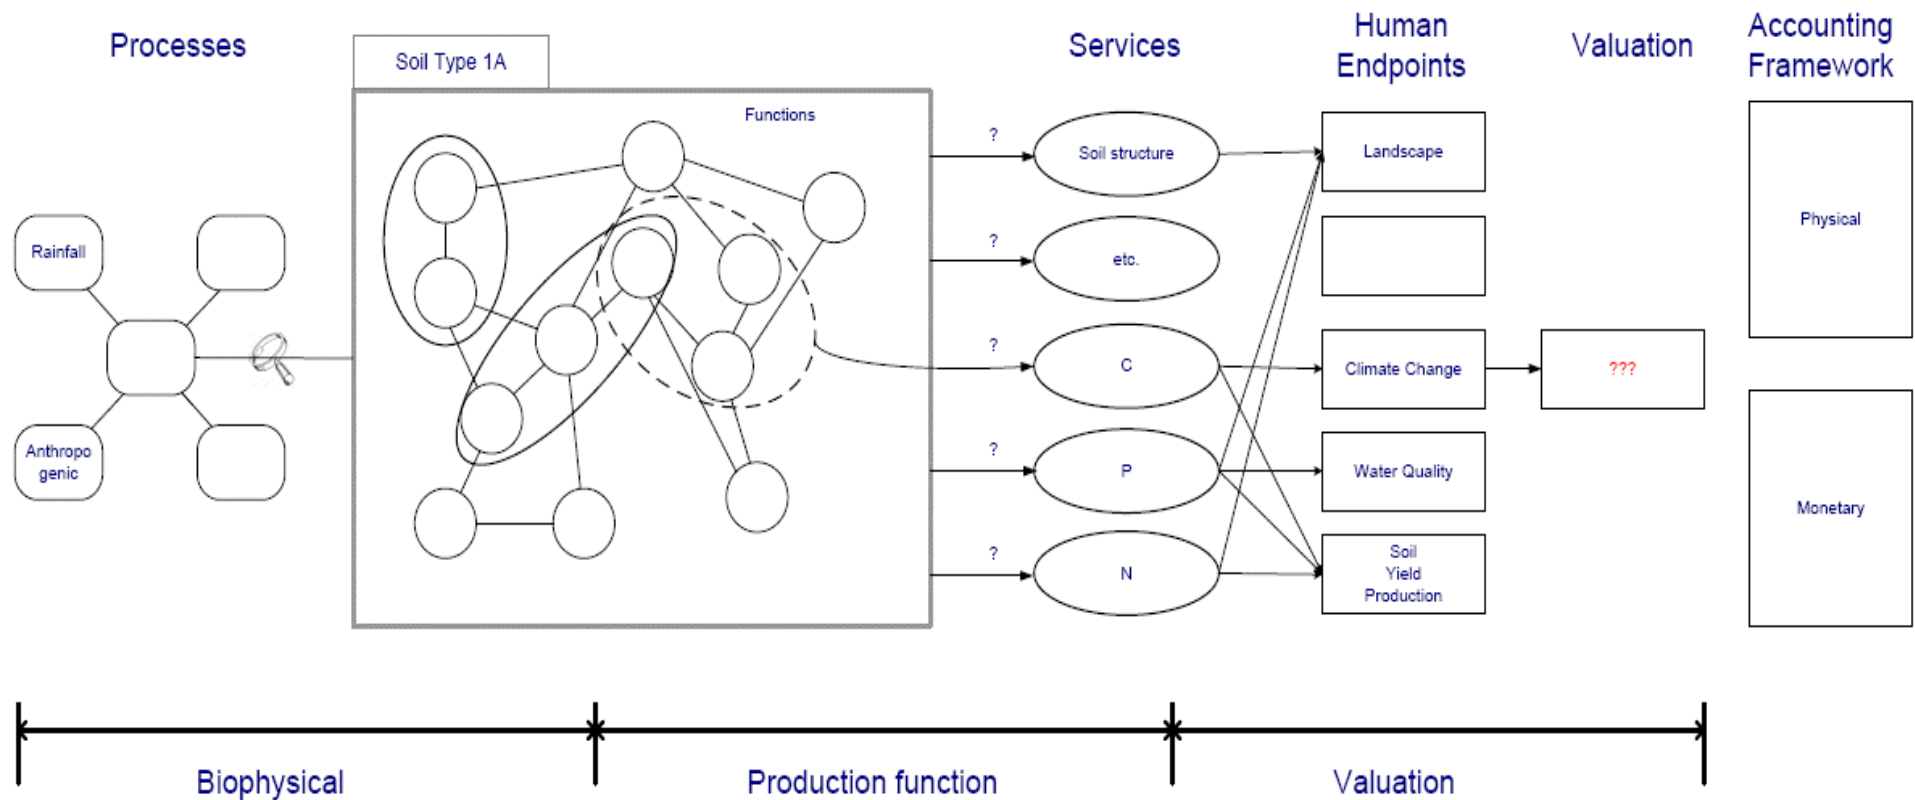 Processes
Soil Type 1A
Services
Human
Endpoints
Valuation
Accounting
Framework
Functions
Rainfall
Anthropo
genic
?
?
?
?
?
Soil structure
etc.
C
P
N
Landscape
Climate Change
Water Quality
Soil
Yield
Production
???
Physical
Monetary
Biophysical
Production function
Valuation